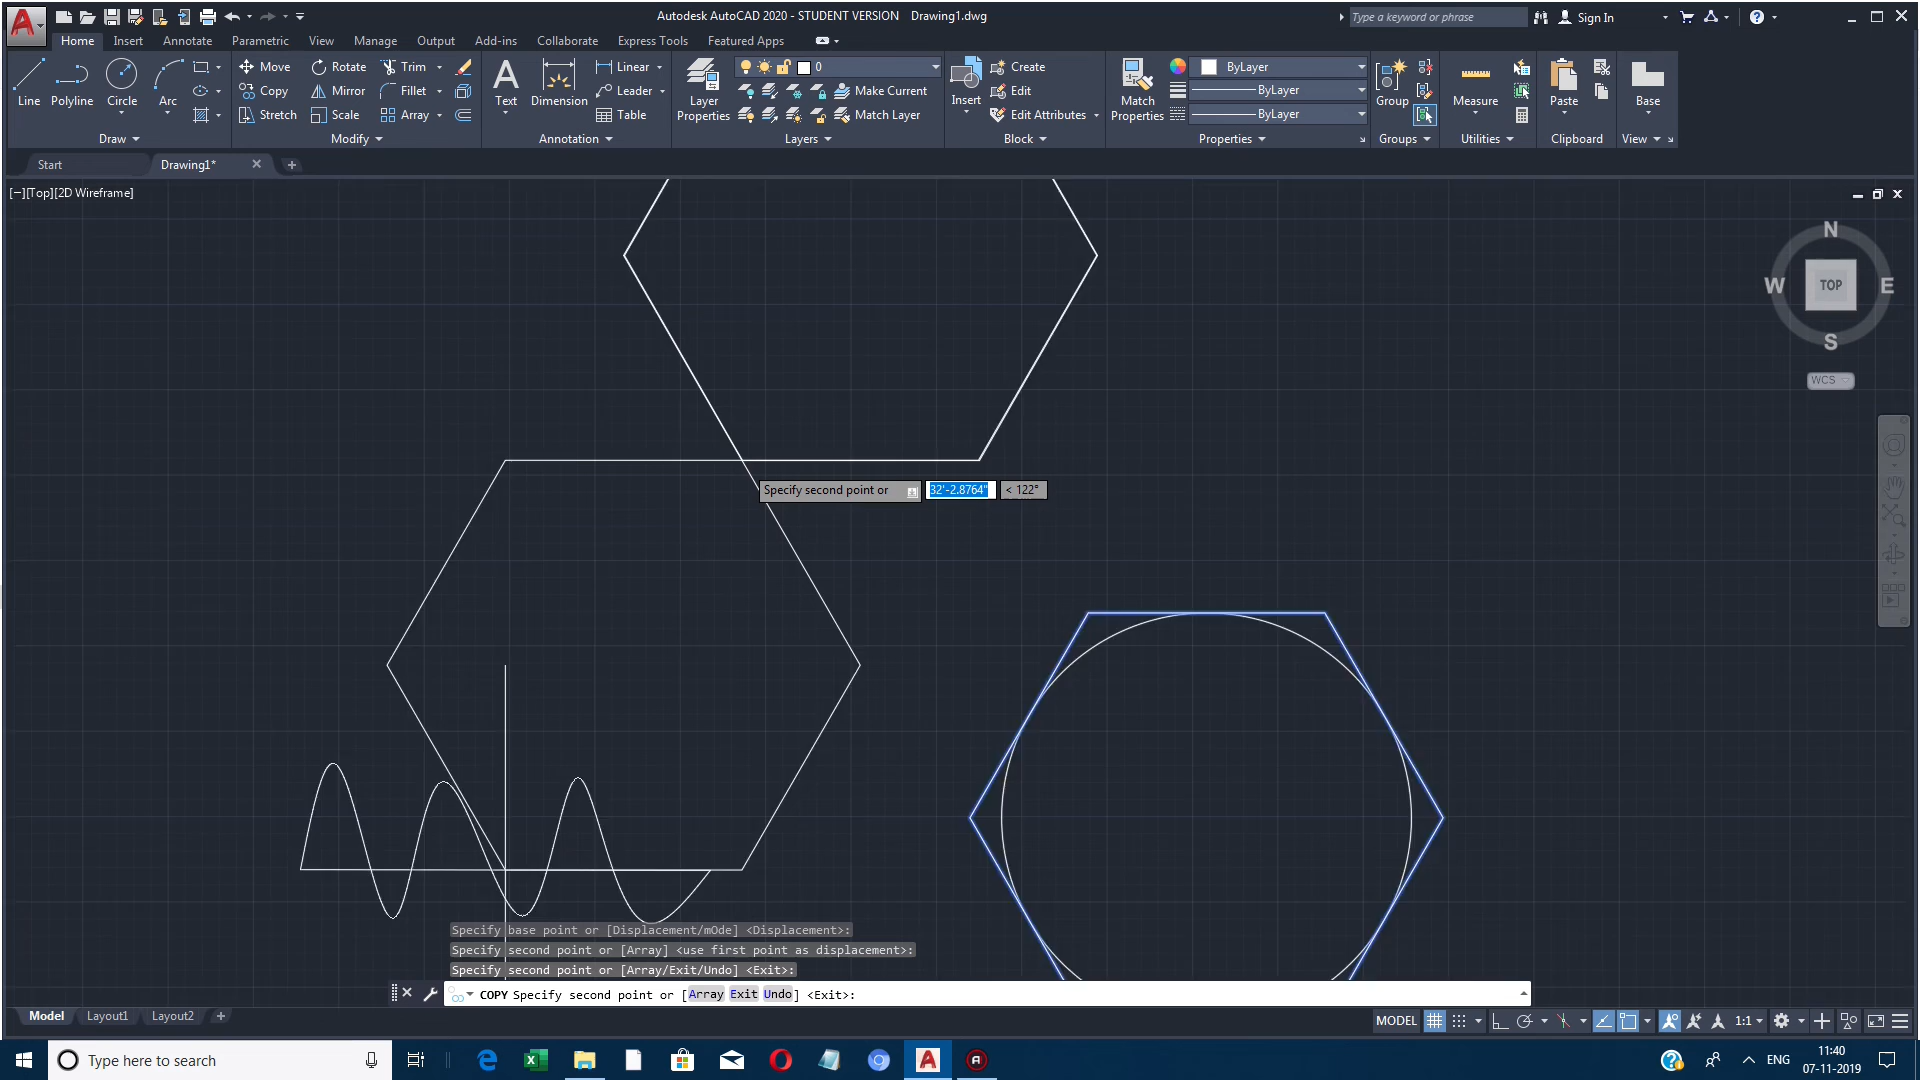 Autodesk AutoCAD 2020 - STUDENT VERSION Drawing1.dwg
Type a keyword or phrase
Sign In
Home Insert Annotate Parametric View Manage Output Add-ins Collaborate Express Tools Featured Apps
Line Polyline Circle Arc
Move Rotate Trim
Copy Mirror Fillet
Stretch Scale Array
Text Dimension
Linear
Leader
Table
Layer Properties
0
Make Current
Match Layer
Insert
Create
Edit
Edit Attributes
Match Properties
ByLayer
ByLayer
ByLayer
Group
Measure
Paste
Base
Draw Modify Annotation Layers Block Properties Groups Utilities Clipboard View
Start Drawing1*
[−][Top][2D Wireframe]
N
W TOP E
S
WCS
Specify second point or 32'-2.8764" < 122°
Specify base point or [Displacement/mOde] <Displacement>:
Specify second point or [Array] <use first point as displacement>:
Specify second point or [Array/Exit/Undo] <Exit>:
COPY Specify second point or [Array Exit Undo] <Exit>:
Model Layout1 Layout2
MODEL 1:1
Type here to search
ENG
11:40
07-11-2019